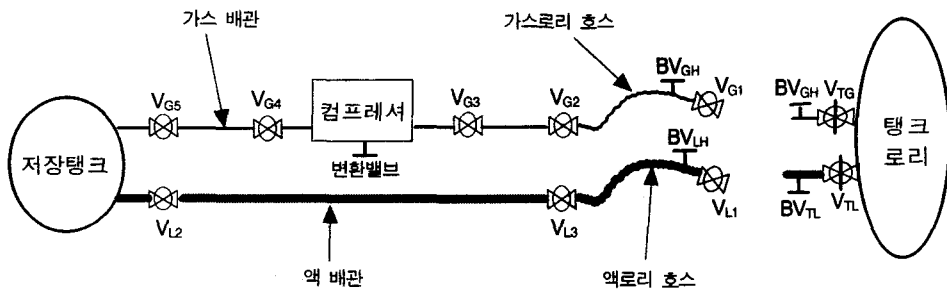 가스 배관
가스로리 호스
BV_GH
V_G1
BV_GH
V_TG
V_G5
V_G4
컴프레셔
V_G3
V_G2
변환밸브
저장탱크
BV_LH
탱크
로리
V_L2
V_L3
V_L1
BV_TL
V_TL
액 배관
액로리 호스